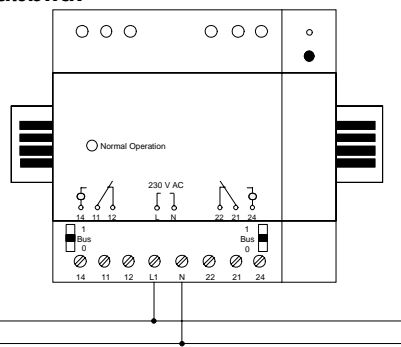 Normal Operation
230 V AC
14 11 12 L N 22 21 24
1 1
Bus Bus
0 0
14 11 12 L1 N 22 21 24